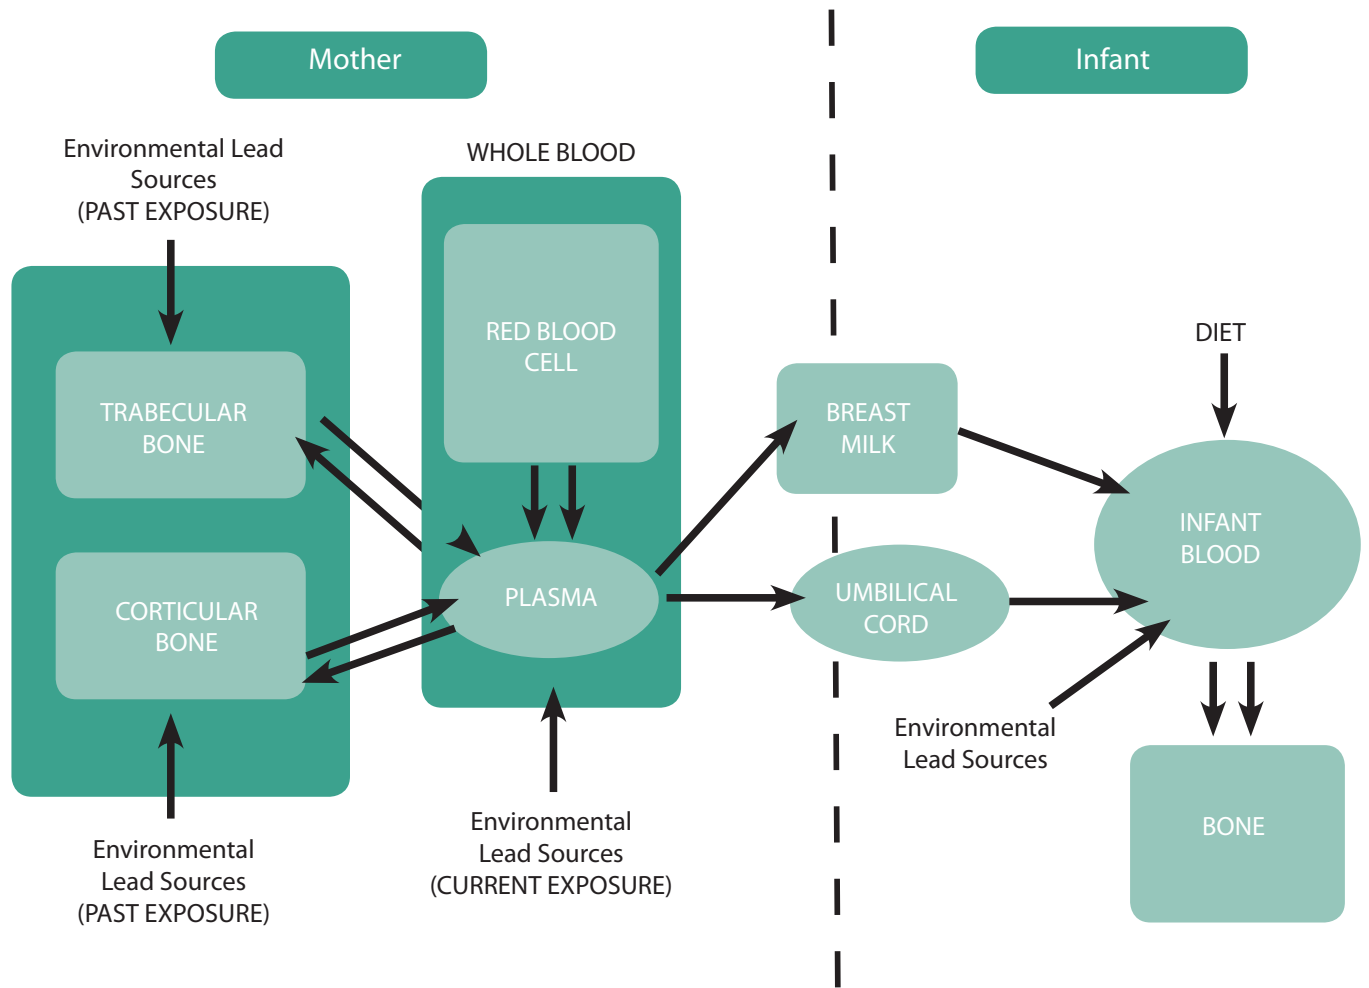 Mother
Infant
Environmental Lead
Sources
(PAST EXPOSURE)
WHOLE BLOOD
RED BLOOD
CELL
TRABECULAR
BONE
CORTICULAR
BONE
PLASMA
BREAST
MILK
UMBILICAL
CORD
DIET
INFANT
BLOOD
Environmental
Lead Sources
BONE
Environmental
Lead Sources
(PAST EXPOSURE)
Environmental
Lead Sources
(CURRENT EXPOSURE)